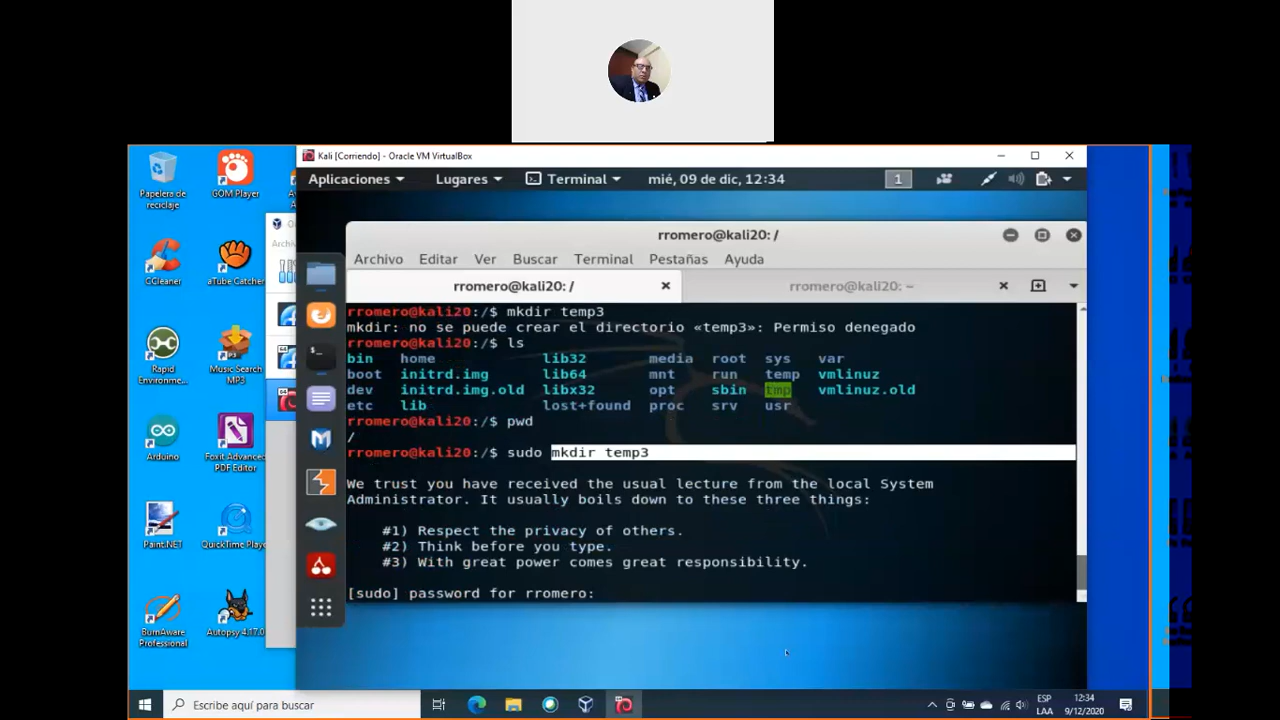 Kali [Corriendo] - Oracle VM VirtualBox
Aplicaciones Lugares Terminal mié, 09 de dic, 12:34 1
rromero@kali20: /
Archivo Editar Ver Buscar Terminal Pestañas Ayuda
rromero@kali20: / rromero@kali20: ~
rromero@kali20:/$ mkdir temp3
mkdir: no se puede crear el directorio «temp3»: Permiso denegado
rromero@kali20:/$ ls
bin home lib32 media root sys var
boot initrd.img lib64 mnt run temp vmlinuz
dev initrd.img.old libx32 opt sbin tmp vmlinuz.old
etc lib lost+found proc srv usr
rromero@kali20:/$ pwd
/
rromero@kali20:/$ sudo mkdir temp3
We trust you have received the usual lecture from the local System
Administrator. It usually boils down to these three things:
#1) Respect the privacy of others.
#2) Think before you type.
#3) With great power comes great responsibility.
[sudo] password for rromero:
Papelera de
reciclaje
GOM Player
CCleaner
aTube Catcher
Rapid
Environme...
Music Search
MP3
Arduino
Foxit Advanced
PDF Editor
Paint.NET
QuickTime Playe
BurnAware
Professional
Autopsy 4.17.0
Archiv
Escribe aquí para buscar
ESP
LAA
12:34
9/12/2020